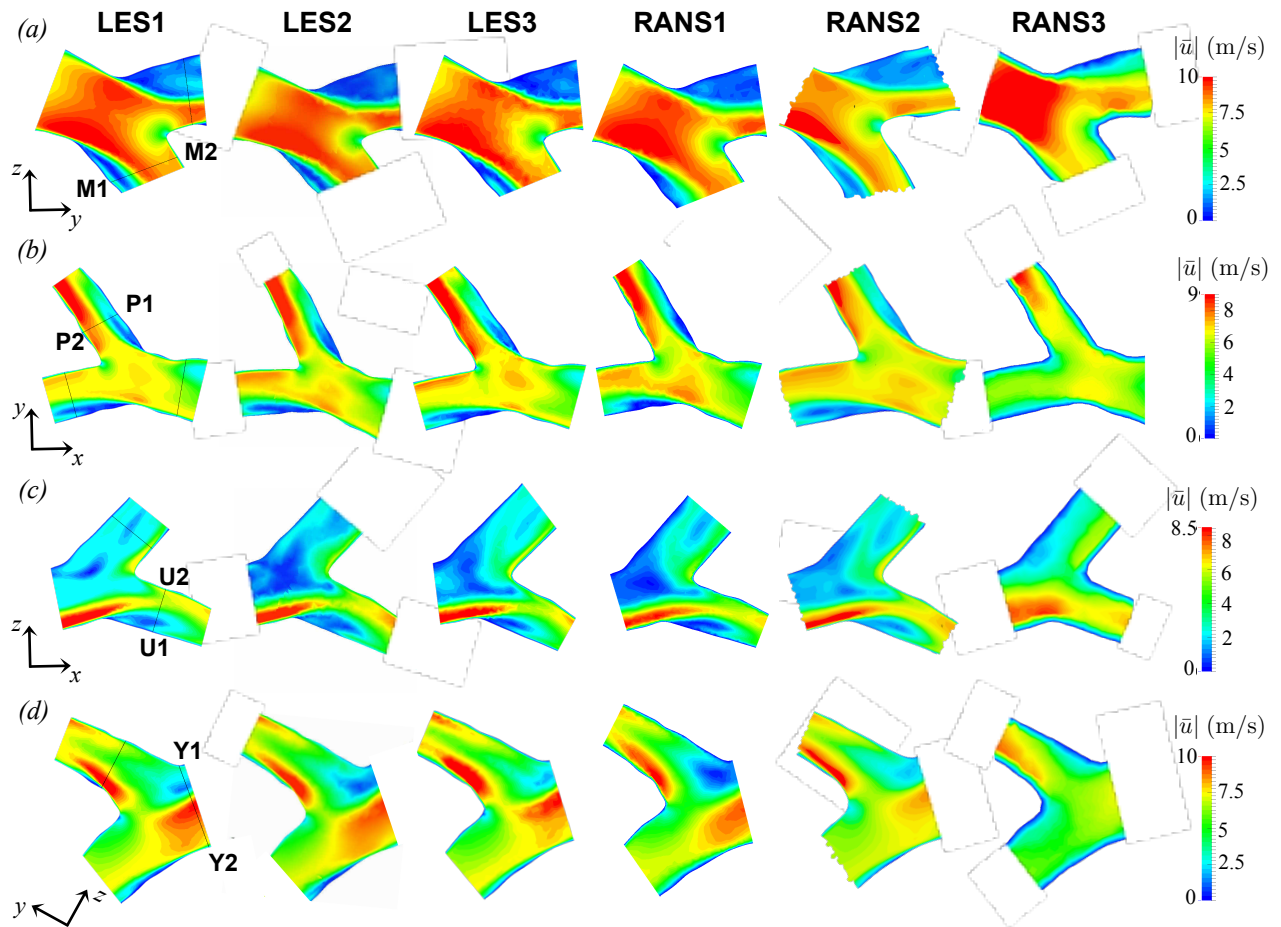 LES1 LES2 LES3 RANS1 RANS2 RANS3
(a)
|ū| (m/s)
10
7.5
5
2.5
0
M2
M1
z
y
(b)
|ū| (m/s)
9
8
6
4
2
0
P1
P2
y
x
(c)
|ū| (m/s)
8.5
8
6
4
2
0
U2
U1
z
x
(d)
|ū| (m/s)
10
7.5
5
2.5
0
Y1
Y2
y
z